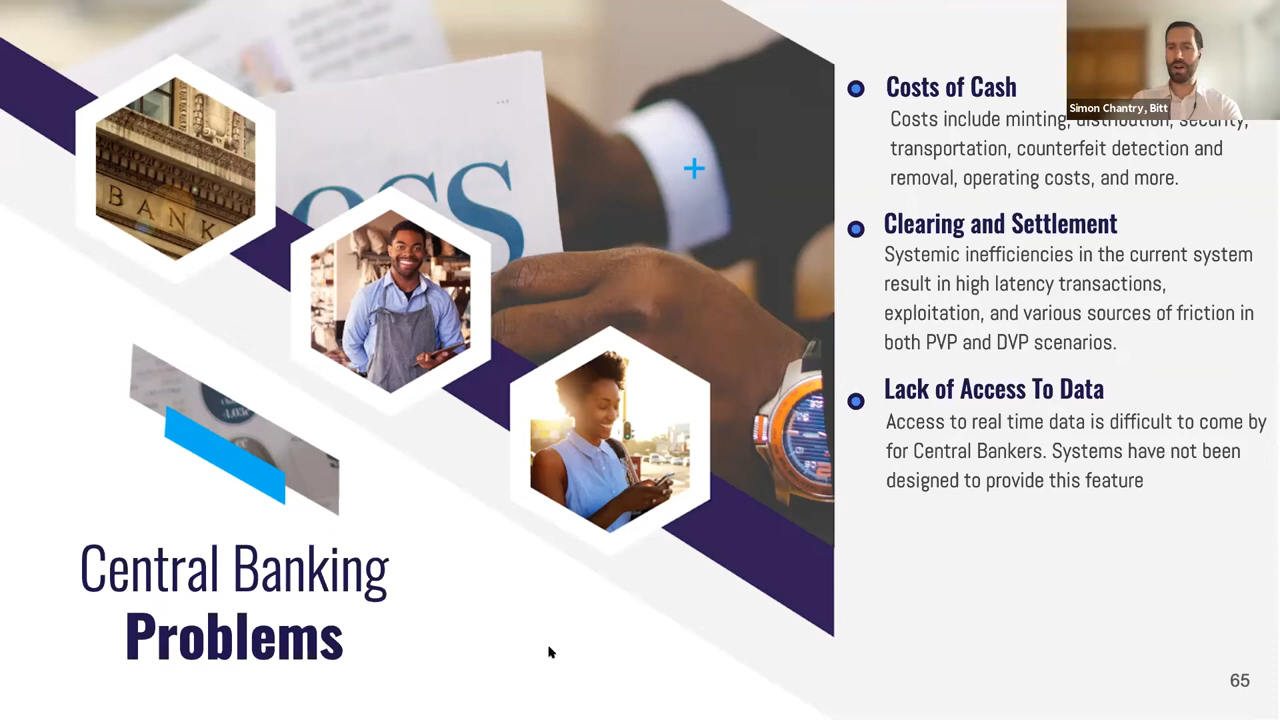 BANK
OSS
4.03
Central Banking
Problems
Costs of Cash
Costs include minting, distribution, security,
transportation, counterfeit detection and
removal, operating costs, and more.
Clearing and Settlement
Systemic inefficiencies in the current system
result in high latency transactions,
exploitation, and various sources of friction in
both PVP and DVP scenarios.
Lack of Access To Data
Access to real time data is difficult to come by
for Central Bankers. Systems have not been
designed to provide this feature
Simon Chantry, Bitt
65